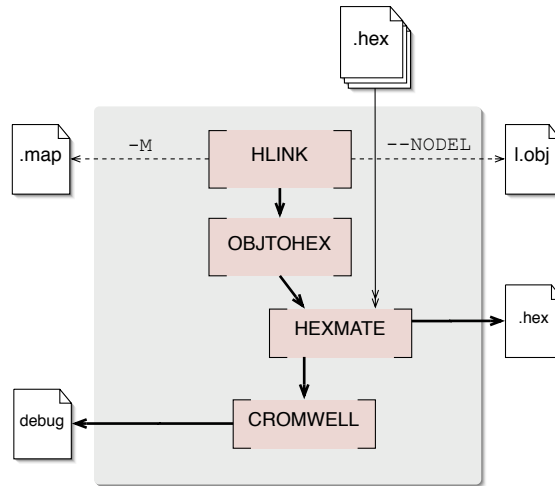 .hex
.map
-M
HLINK
--NODEL
l.obj
OBJTOHEX
HEXMATE
.hex
debug
CROMWELL